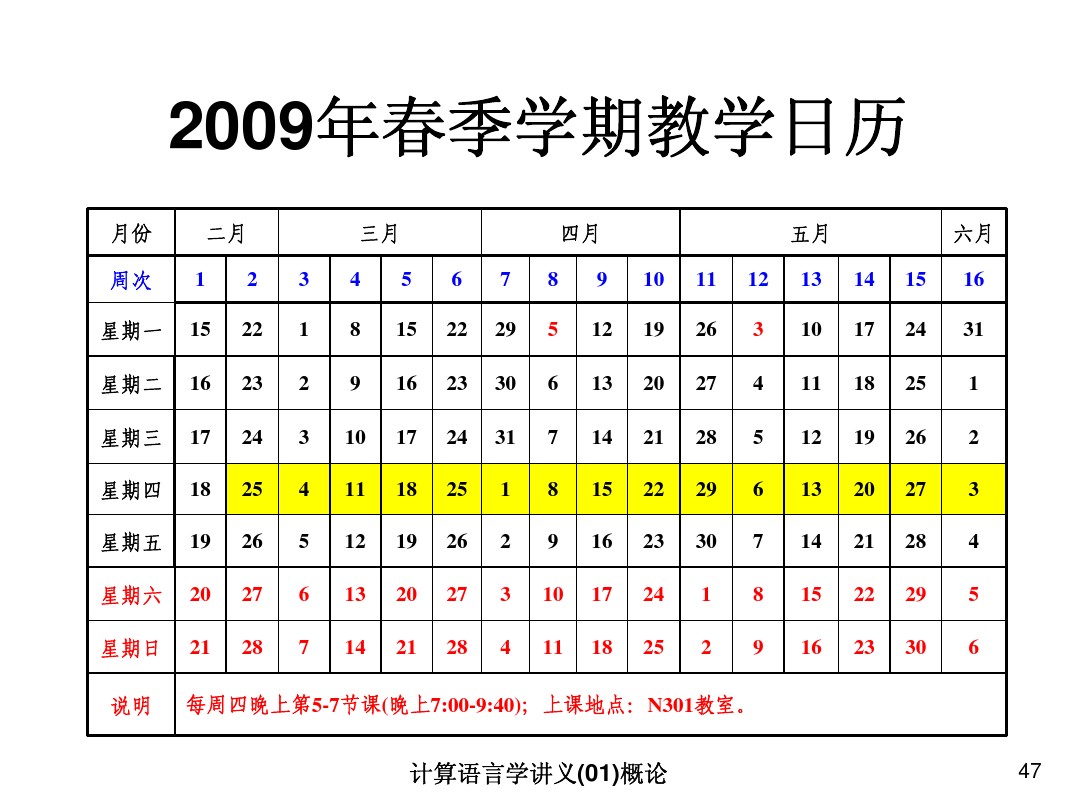 2009年春季学期教学日历
月份 二月 三月 四月 五月 六月
周次 1 2 3 4 5 6 7 8 9 10 11 12 13 14 15 16
星期一 15 22 1 8 15 22 29 5 12 19 26 3 10 17 24 31
星期二 16 23 2 9 16 23 30 6 13 20 27 4 11 18 25 1
星期三 17 24 3 10 17 24 31 7 14 21 28 5 12 19 26 2
星期四 18 25 4 11 18 25 1 8 15 22 29 6 13 20 27 3
星期五 19 26 5 12 19 26 2 9 16 23 30 7 14 21 28 4
星期六 20 27 6 13 20 27 3 10 17 24 1 8 15 22 29 5
星期日 21 28 7 14 21 28 4 11 18 25 2 9 16 23 30 6
说明 每周四晚上第5-7节课(晚上7:00-9:40)；上课地点：N301教室。
计算语言学讲义(01)概论 47